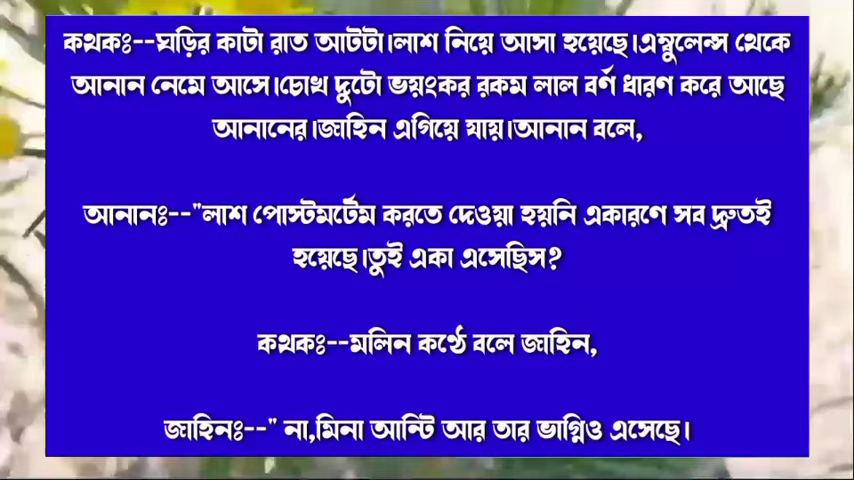 কথকঃ--ঘড়ির কাটা রাত আটটা।লাশ নিয়ে আসা হয়েছে।এম্বুলেন্স থেকে
আনান নেমে আসে।চোখ দুটো ভয়ংকর রকম লাল বর্ণ ধারণ করে আছে
আনানের।জাহিন এগিয়ে যায়।আনান বলে,
আনানঃ--"লাশ পোস্টমর্টেম করতে দেওয়া হয়নি একারণে সব দ্রুতই
হয়েছে।তুই একা এসেছিস?
কথকঃ--মলিন কণ্ঠে বলে জাহিন,
জাহিনঃ--" না,মিনা আন্টি আর তার ভাগ্নিও এসেছে।